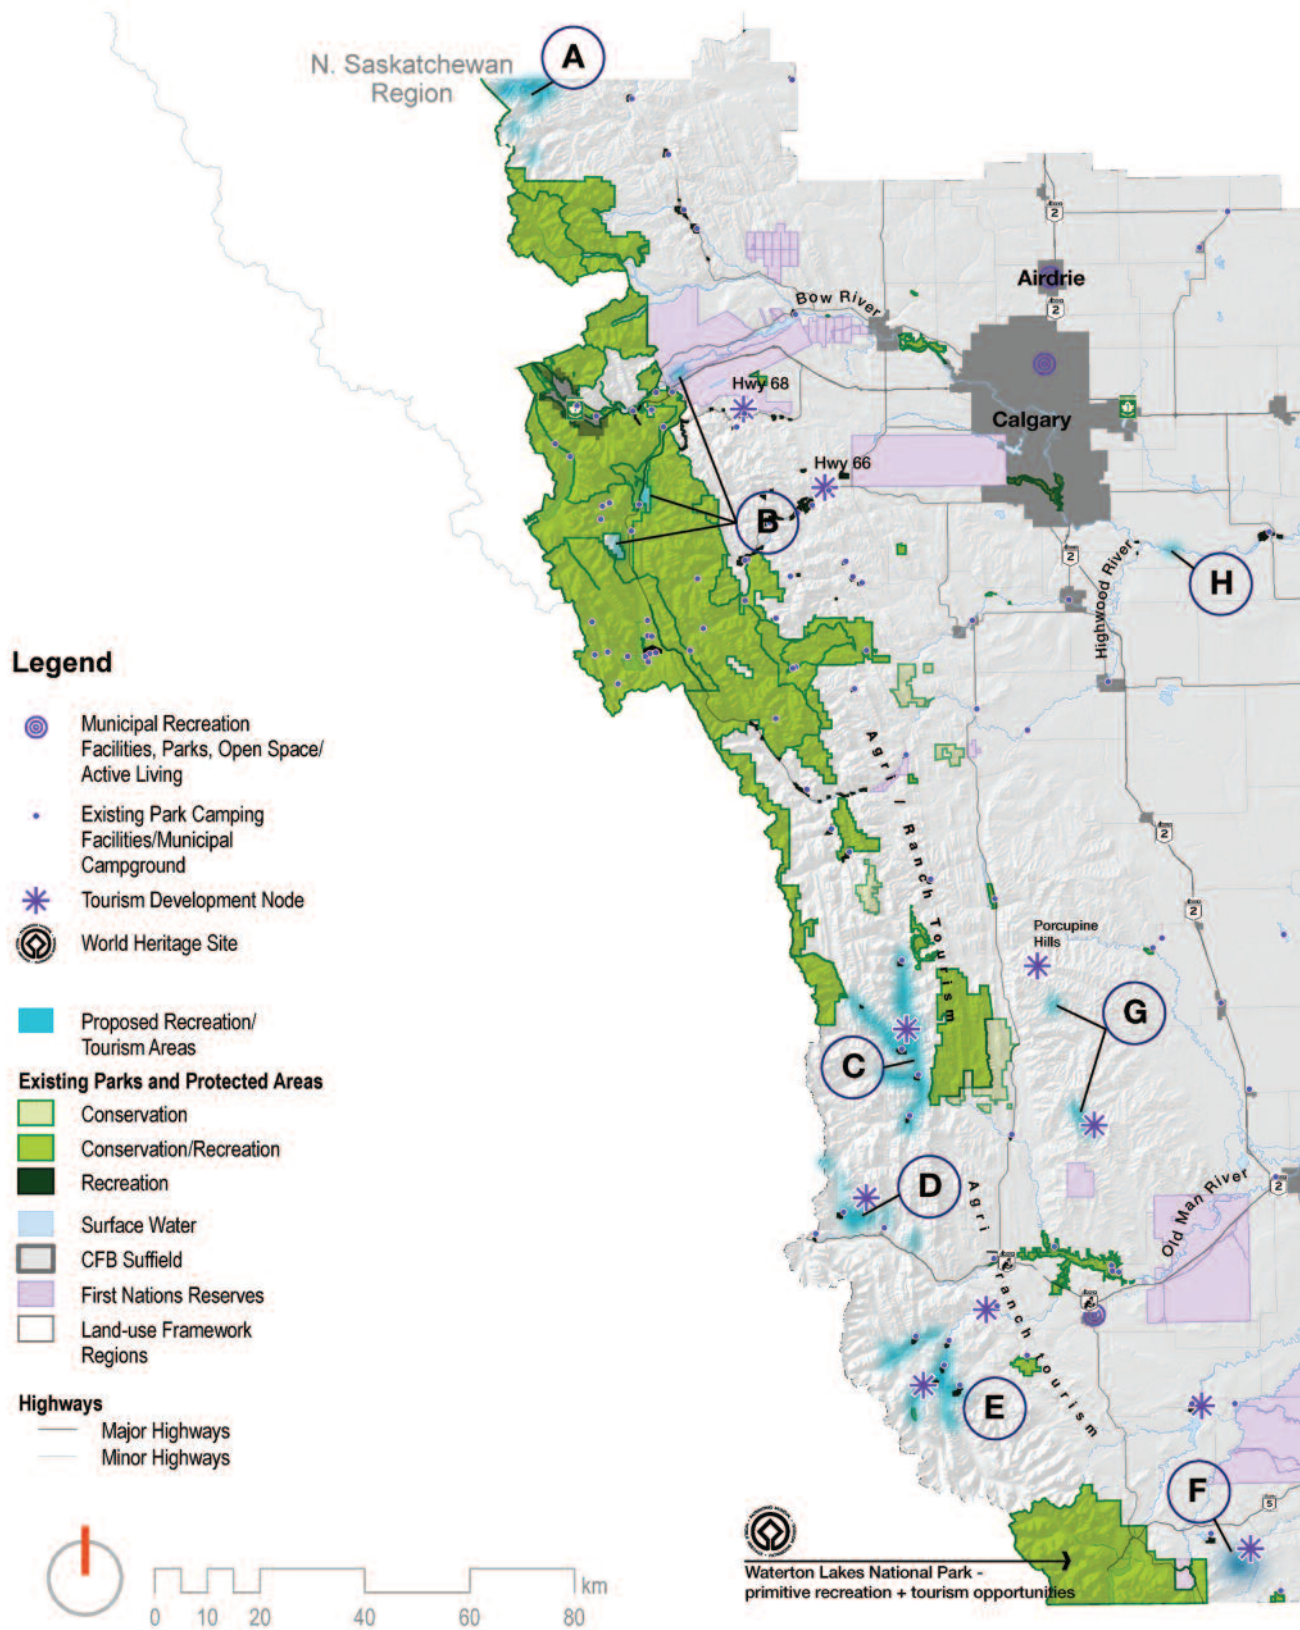 N. Saskatchewan
Region
A
2
Airdrie
2
Bow River
Hwy 68
Calgary
Hwy 66
B
2
Highwood River
H
Legend
Municipal Recreation
Facilities, Parks, Open Space/
Active Living
Existing Park Camping
Facilities/Municipal
Campground
Tourism Development Node
World Heritage Site
Proposed Recreation/
Tourism Areas
Existing Parks and Protected Areas
Conservation
Conservation/Recreation
Recreation
Surface Water
CFB Suffield
First Nations Reserves
Land-use Framework
Regions
Highways
Major Highways
Minor Highways
0 10 20 40 60 80 km
Agri / Ranch Tourism
2
2
Porcupine
Hills
G
C
D
Agri
ranch tourism
Old Man River
2
E
F
5
Waterton Lakes National Park -
primitive recreation + tourism opportunities